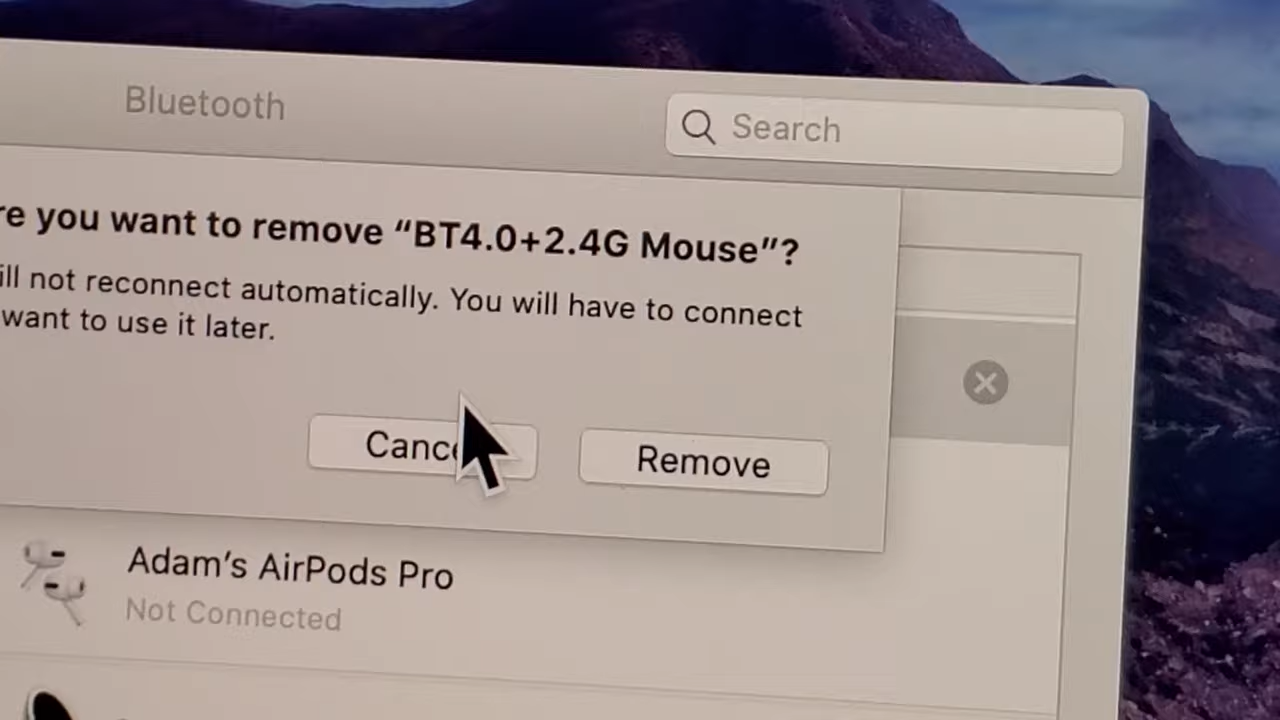 Bluetooth
Search
re you want to remove “BT4.0+2.4G Mouse”?
ill not reconnect automatically. You will have to connect
want to use it later.
Cance
Remove
Adam’s AirPods Pro
Not Connected